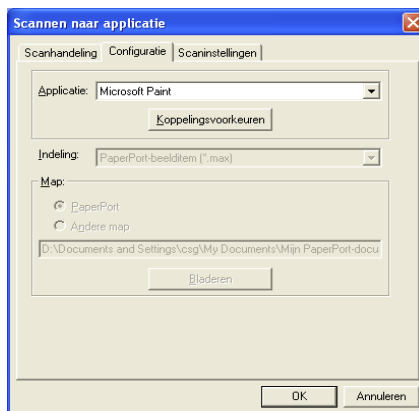 Scannen naar applicatie
Scanhandeling Configuratie Scaninstellingen
Applicatie: Microsoft Paint
Koppelingsvoorkeuren
Indeling: PaperPort-beelditem (*.max)
Map:
PaperPort
Andere map
D:\Documents and Settings\csg\My Documents\Mijn PaperPort-docu
Bladeren
OK Annuleren